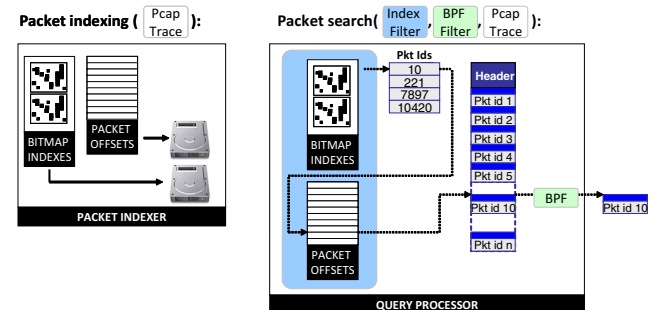 Packet indexing ( Pcap Trace ):
BITMAP INDEXES
PACKET OFFSETS
PACKET INDEXER
Packet search( Index Filter , BPF Filter , Pcap Trace ):
BITMAP INDEXES
Pkt Ids
10
221
7897
10420
PACKET OFFSETS
Header
Pkt id 1
Pkt id 2
Pkt id 3
Pkt id 4
Pkt id 5
Pkt id 10
Pkt id n
BPF
Pkt id 10
QUERY PROCESSOR